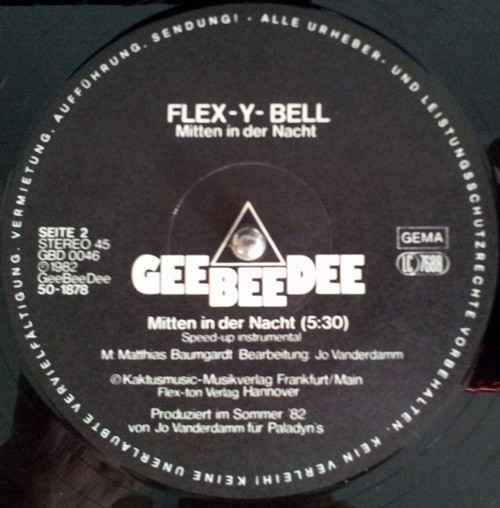 ALLE URHEBER- UND LEISTUNGSSCHUTZRECHTE VORBEHALTEN. KEIN VERLEIH! KEINE UNERLAUBTE VERVIELFÄLTIGUNG, VERMIETUNG, AUFFÜHRUNG, SENDUNG! -
FLEX-Y-BELL
Mitten in der Nacht
SEITE 2
STEREO 45
GBD 0046
℗1982
GeeBeeDee
50-1878
GEMA
LC 7688
GEE BEE DEE
Mitten in der Nacht (5:30)
Speed-up instrumental
M: Matthias Baumgardt Bearbeitung: Jo Vanderdamm
©Kaktusmusic-Musikverlag Frankfurt/Main
Flex-ton Verlag Hannover
Produziert im Sommer '82
von Jo Vanderdamm für Paladyn's